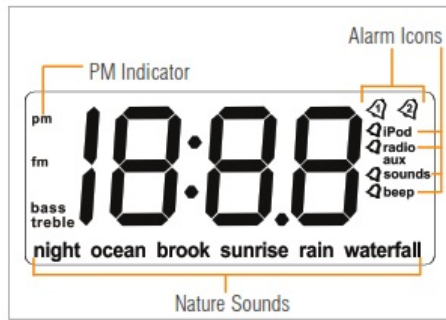 Alarm Icons
PM Indicator
pm
18:8.8
1 2
iPod
fm
radio
aux
sounds
bass
beep
treble
night ocean brook sunrise rain waterfall
Nature Sounds